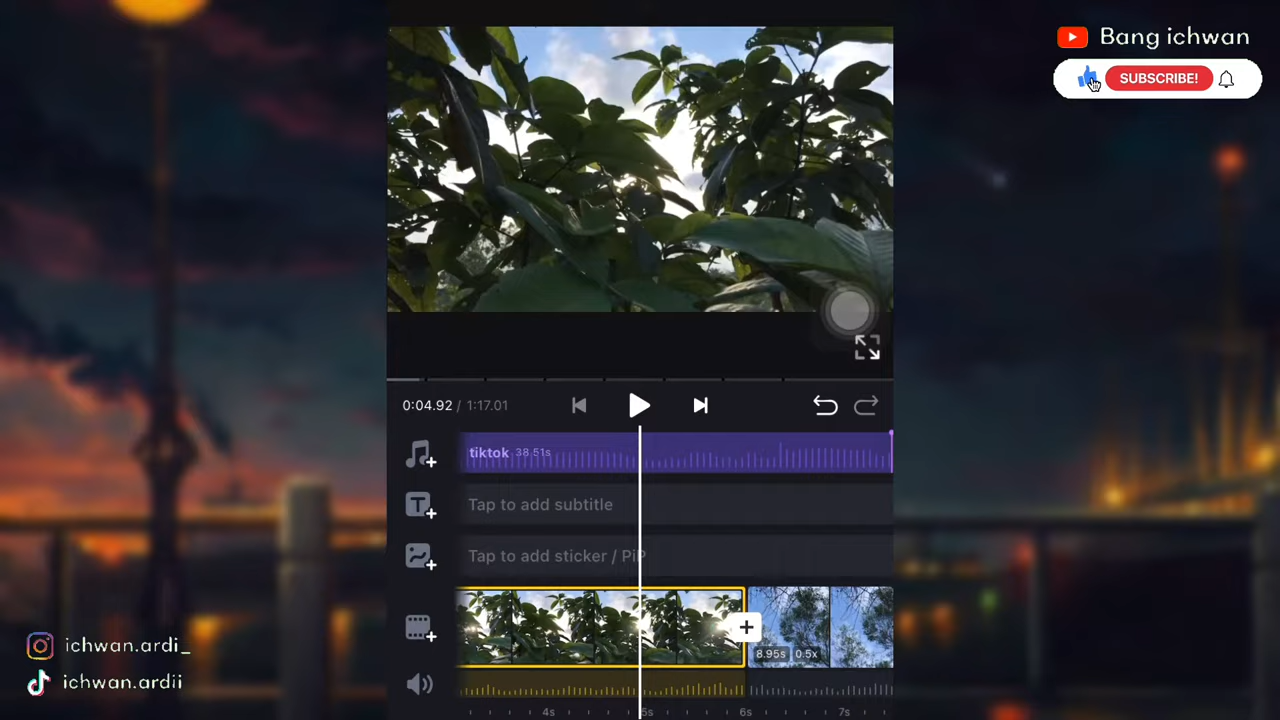 Bang ichwan
SUBSCRIBE!
0:04.92 / 1:17.01
tiktok 38.51s
Tap to add subtitle
Tap to add sticker / PiP
8.95s 0.5x
4s 5s 6s 7s
ichwan.ardi_
ichwan.ardii